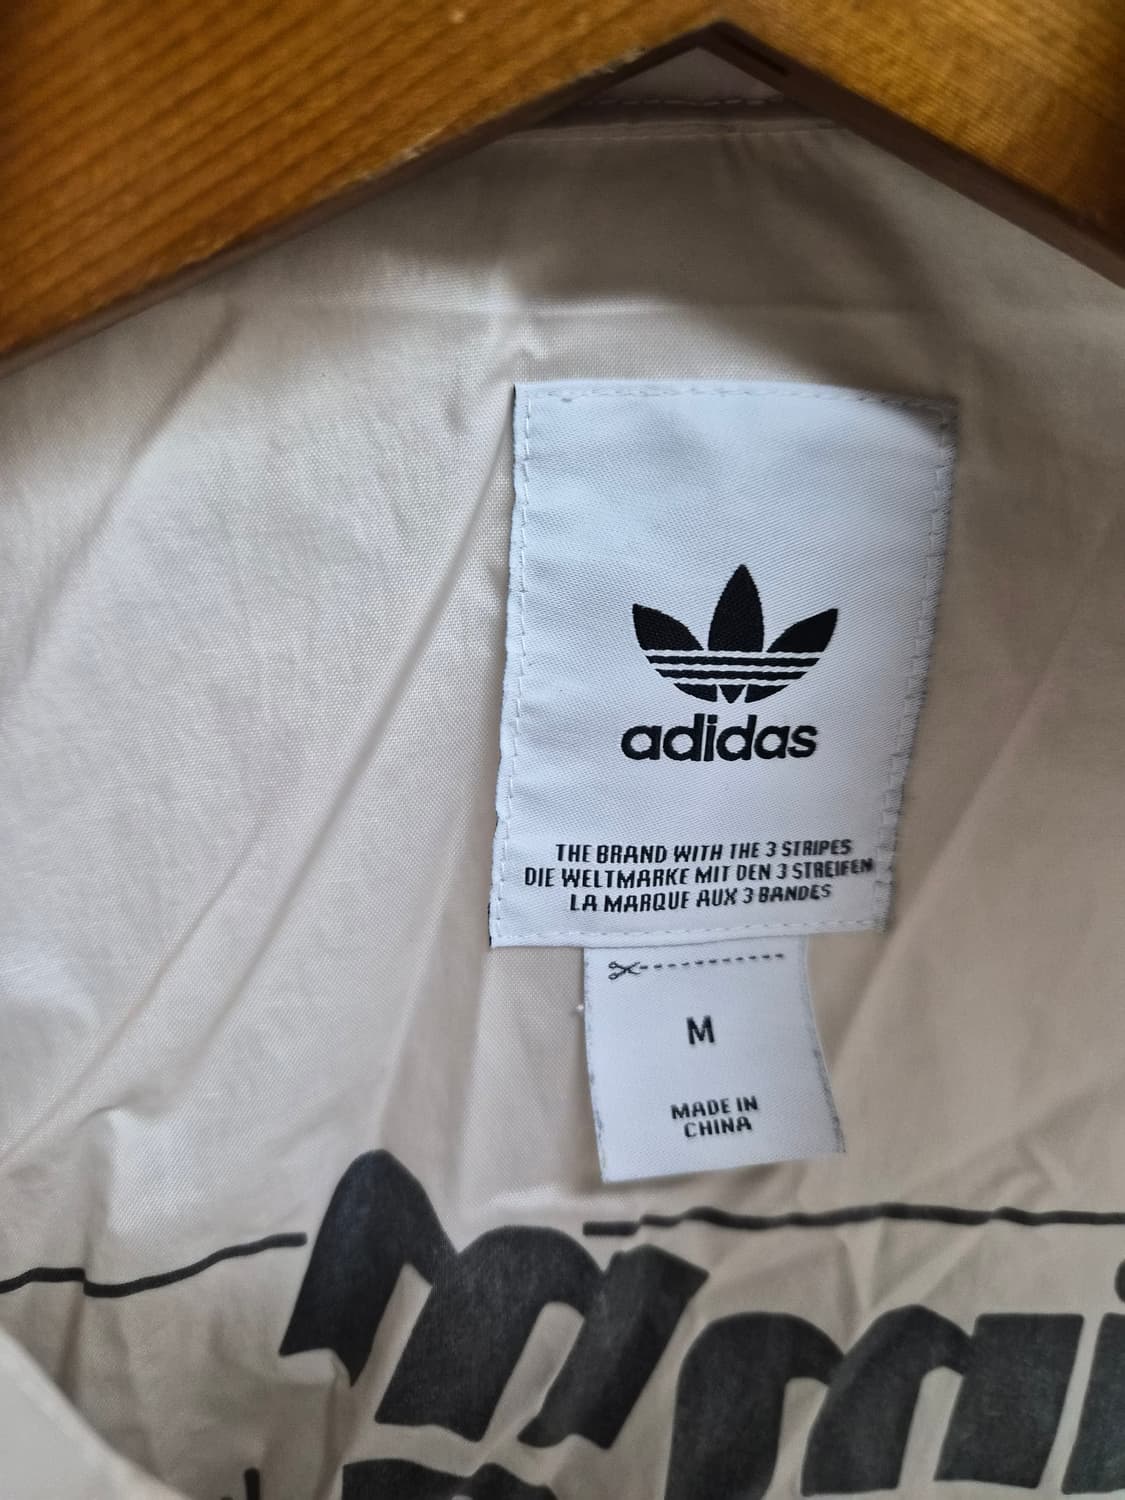 adidas
THE BRAND WITH THE 3 STRIPES
DIE WELTMARKE MIT DEN 3 STREIFEN
LA MARQUE AUX 3 BANDES
M
MADE IN
CHINA